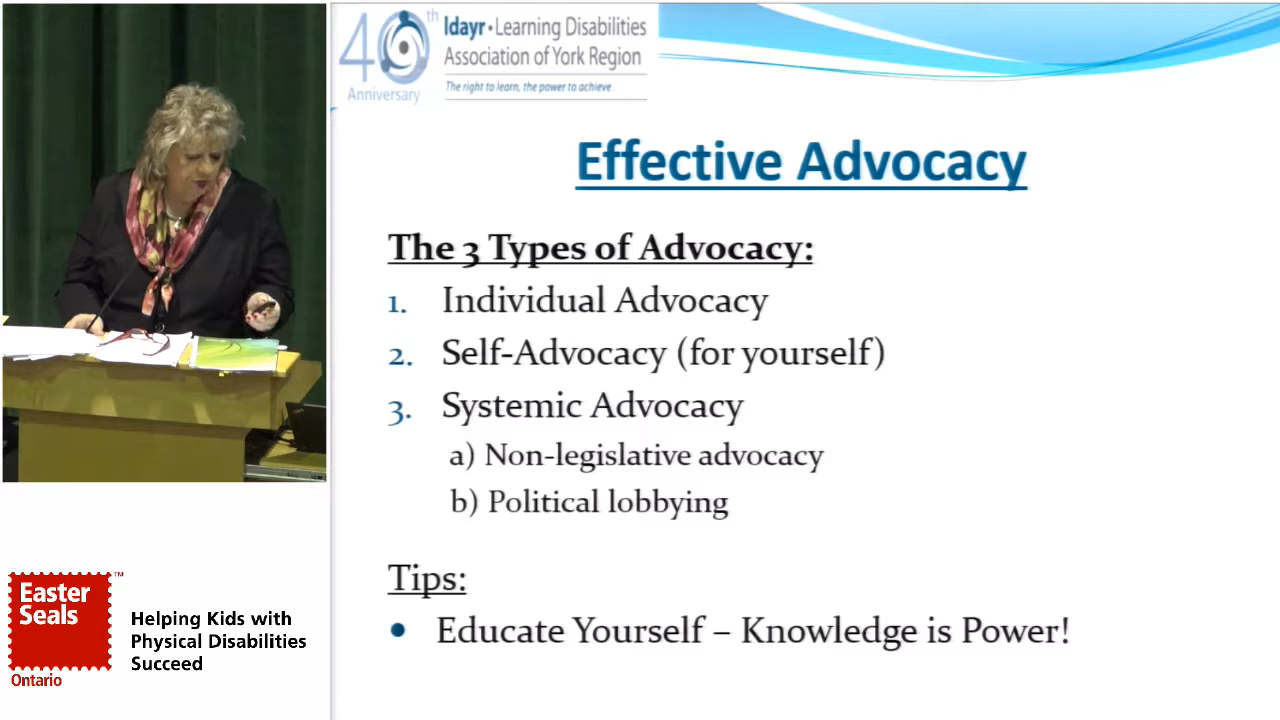 40th
Anniversary
ldayr • Learning Disabilities
Association of York Region
The right to learn, the power to achieve
Effective Advocacy
The 3 Types of Advocacy:
1. Individual Advocacy
2. Self-Advocacy (for yourself)
3. Systemic Advocacy
a) Non-legislative advocacy
b) Political lobbying
Tips:
• Educate Yourself – Knowledge is Power!
Easter
Seals
TM
Ontario
Helping Kids with
Physical Disabilities
Succeed